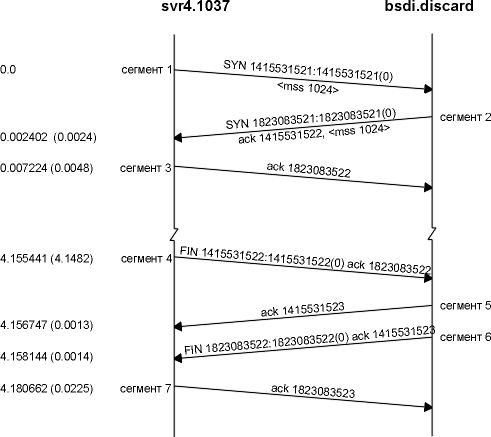 svr4.1037 bsdi.discard
0.0 сегмент 1 SYN 1415531521:1415531521(0)
<mss 1024>
SYN 1823083521:1823083521(0) сегмент 2
0.002402 (0.0024) ack 1415531522, <mss 1024>
0.007224 (0.0048) сегмент 3 ack 1823083522
4.155441 (4.1482) сегмент 4 FIN 1415531522:1415531522(0) ack 1823083522
ack 1415531523 сегмент 5
4.156747 (0.0013)
FIN 1823083522:1823083522(0) ack 1415531523 сегмент 6
4.158144 (0.0014)
4.180662 (0.0225) сегмент 7 ack 1823083523